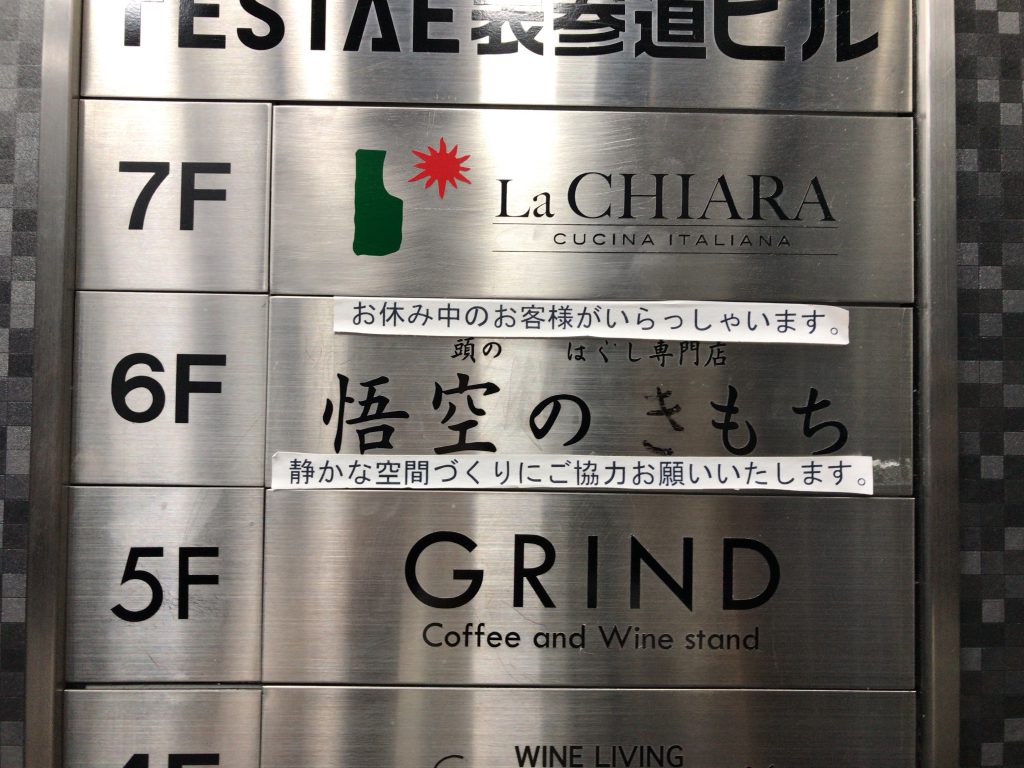 TESTAE表参道ビル
7F
La CHIARA
CUCINA ITALIANA
お休み中のお客様がいらっしゃいます。
頭の　はぐし専門店
6F
悟空のきもち
静かな空間づくりにご協力お願いいたします。
5F
GRIND
Coffee and Wine stand
4F
WINE LIVING